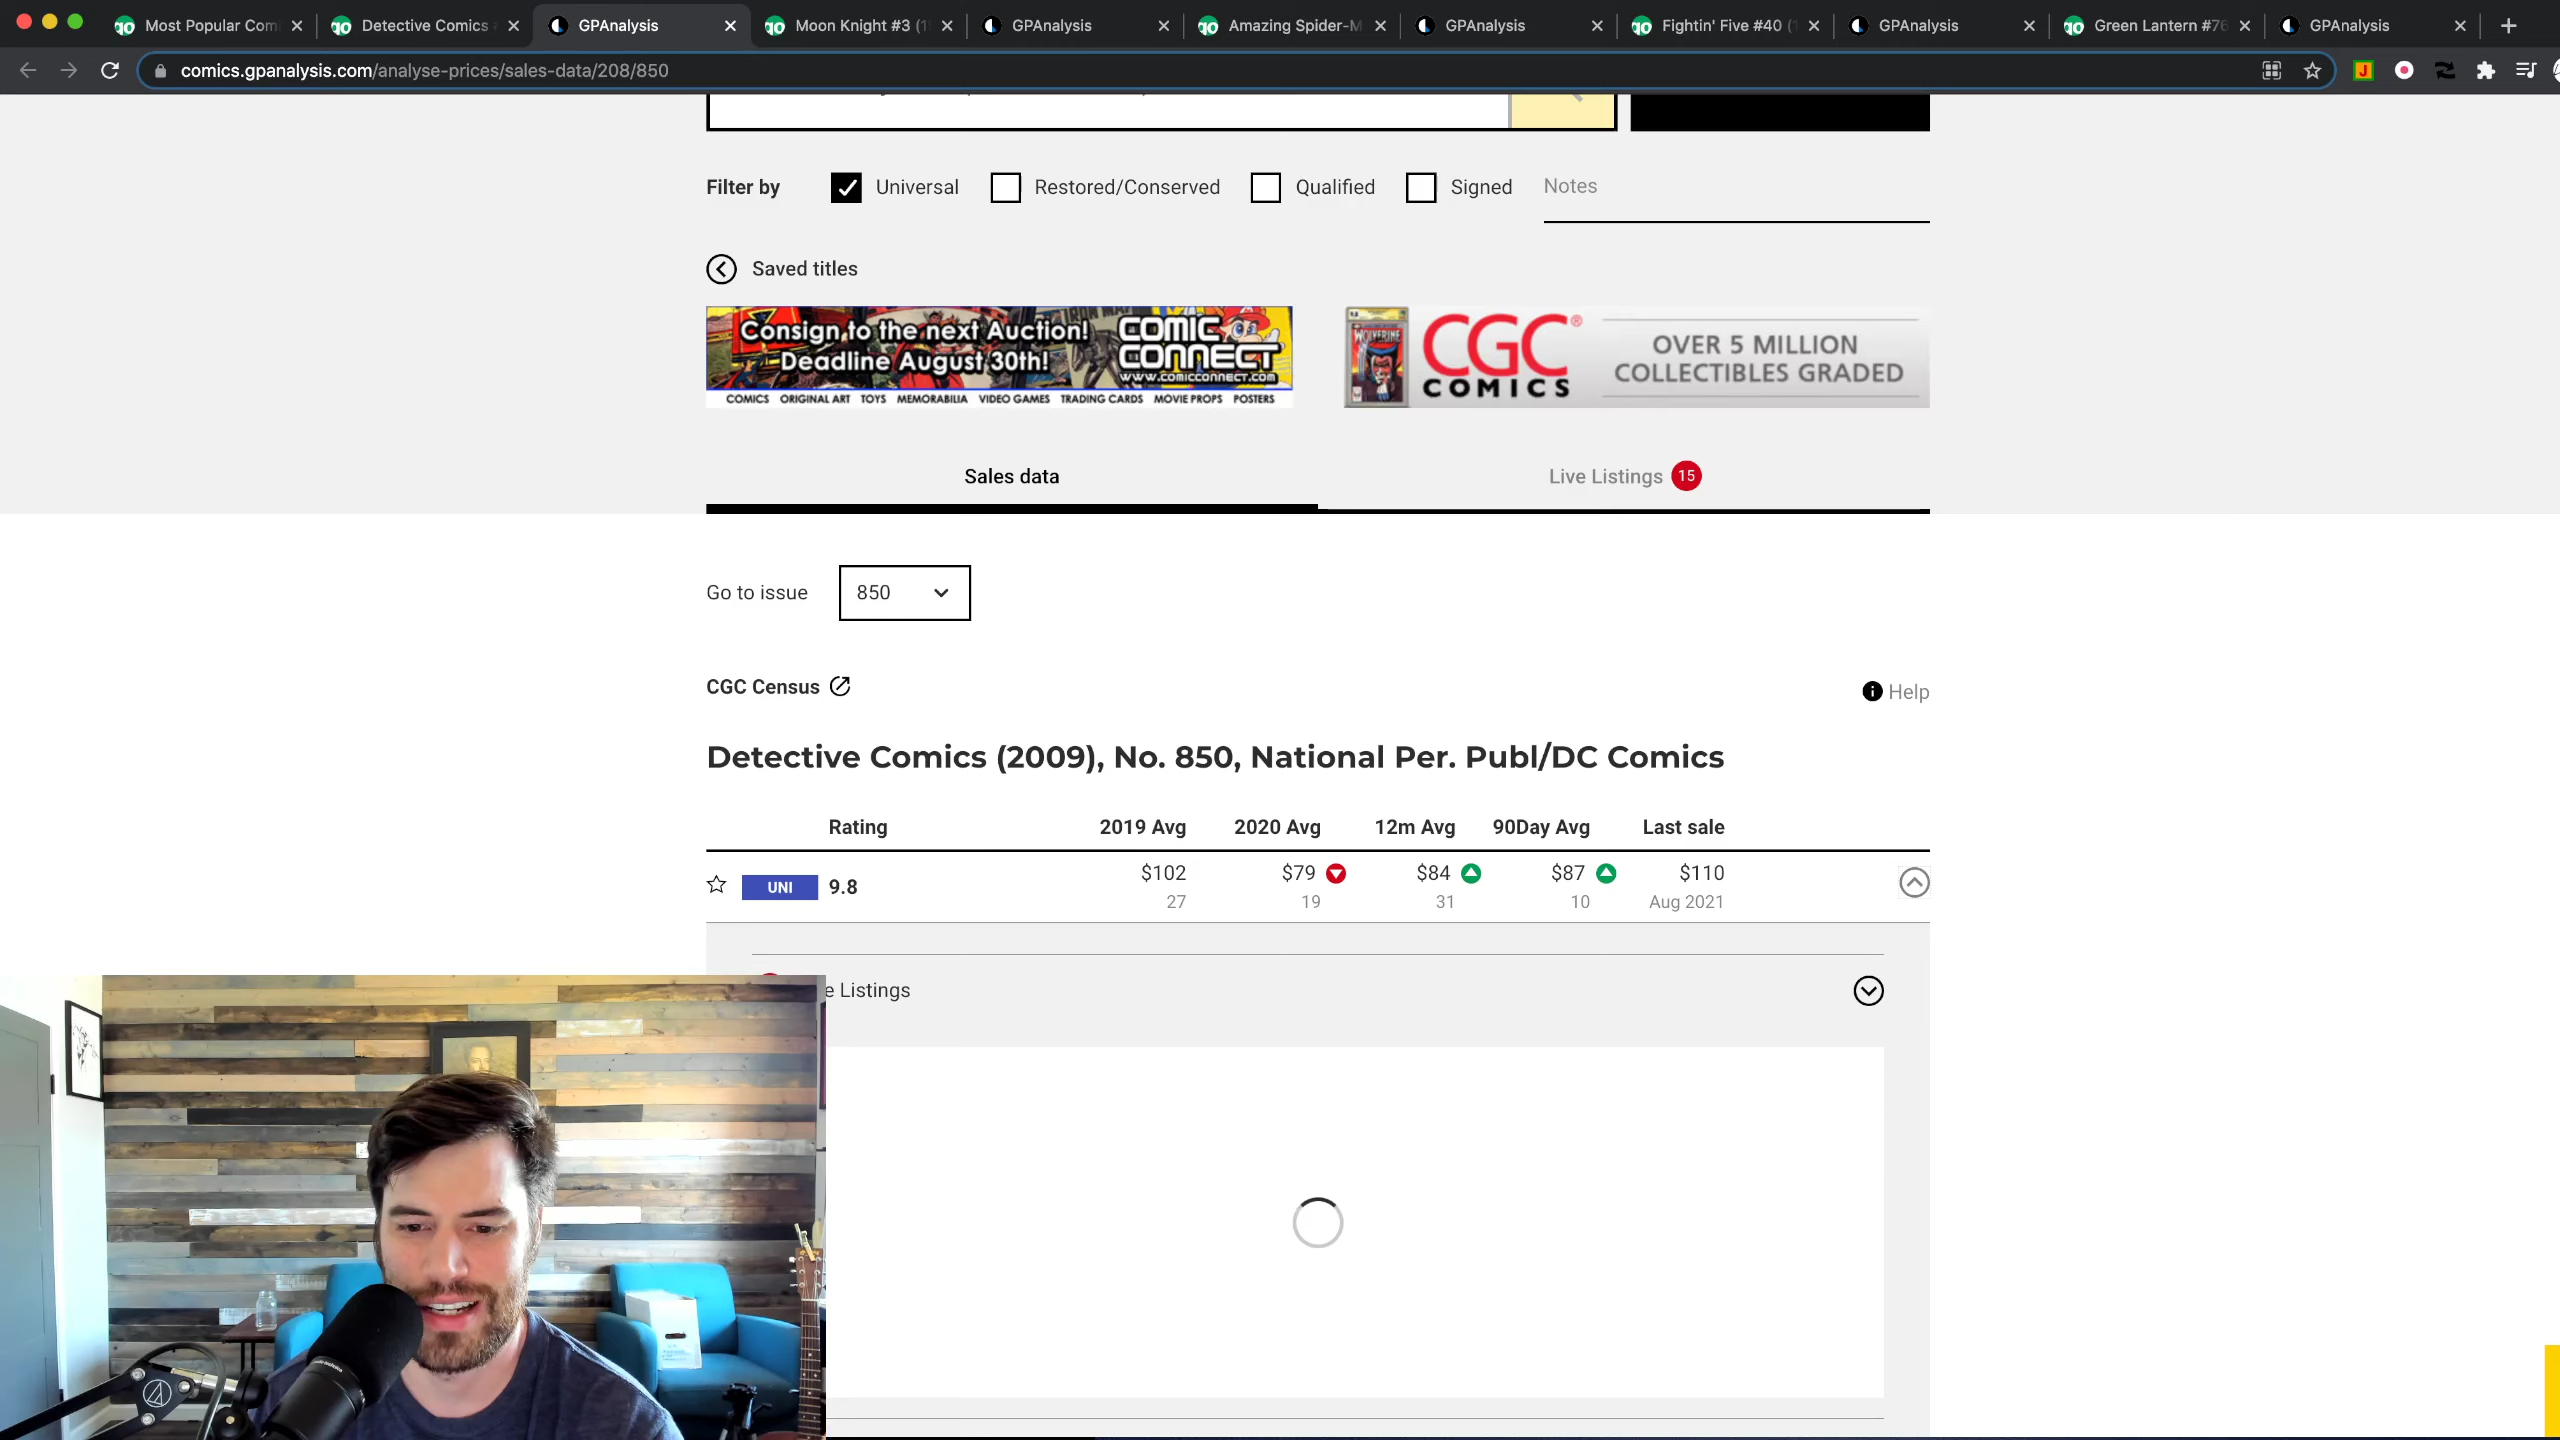 Most Popular Com
Detective Comics
GPAnalysis
Moon Knight #3 (1
GPAnalysis
Amazing Spider-M
GPAnalysis
Fightin' Five #40 (
GPAnalysis
Green Lantern #76
GPAnalysis
comics.gpanalysis.com/analyse-prices/sales-data/208/850
Filter by Universal Restored/Conserved Qualified Signed Notes
Saved titles
Consign to the next Auction!
Deadline August 30th!
COMIC
CONNECT
WWW.COMICCONNECT.COM
COMICS ORIGINAL ART TOYS MEMORABILIA VIDEO GAMES TRADING CARDS MOVIE PROPS POSTERS
WOLVERINE
CGC®
COMICS
OVER 5 MILLION
COLLECTIBLES GRADED
Sales data
Live Listings 15
Go to issue 850
CGC Census
Help
Detective Comics (2009), No. 850, National Per. Publ/DC Comics
Rating 2019 Avg 2020 Avg 12m Avg 90Day Avg Last sale
UNI 9.8 $102 $79 $84 $87 $110
27 19 31 10 Aug 2021
e Listings